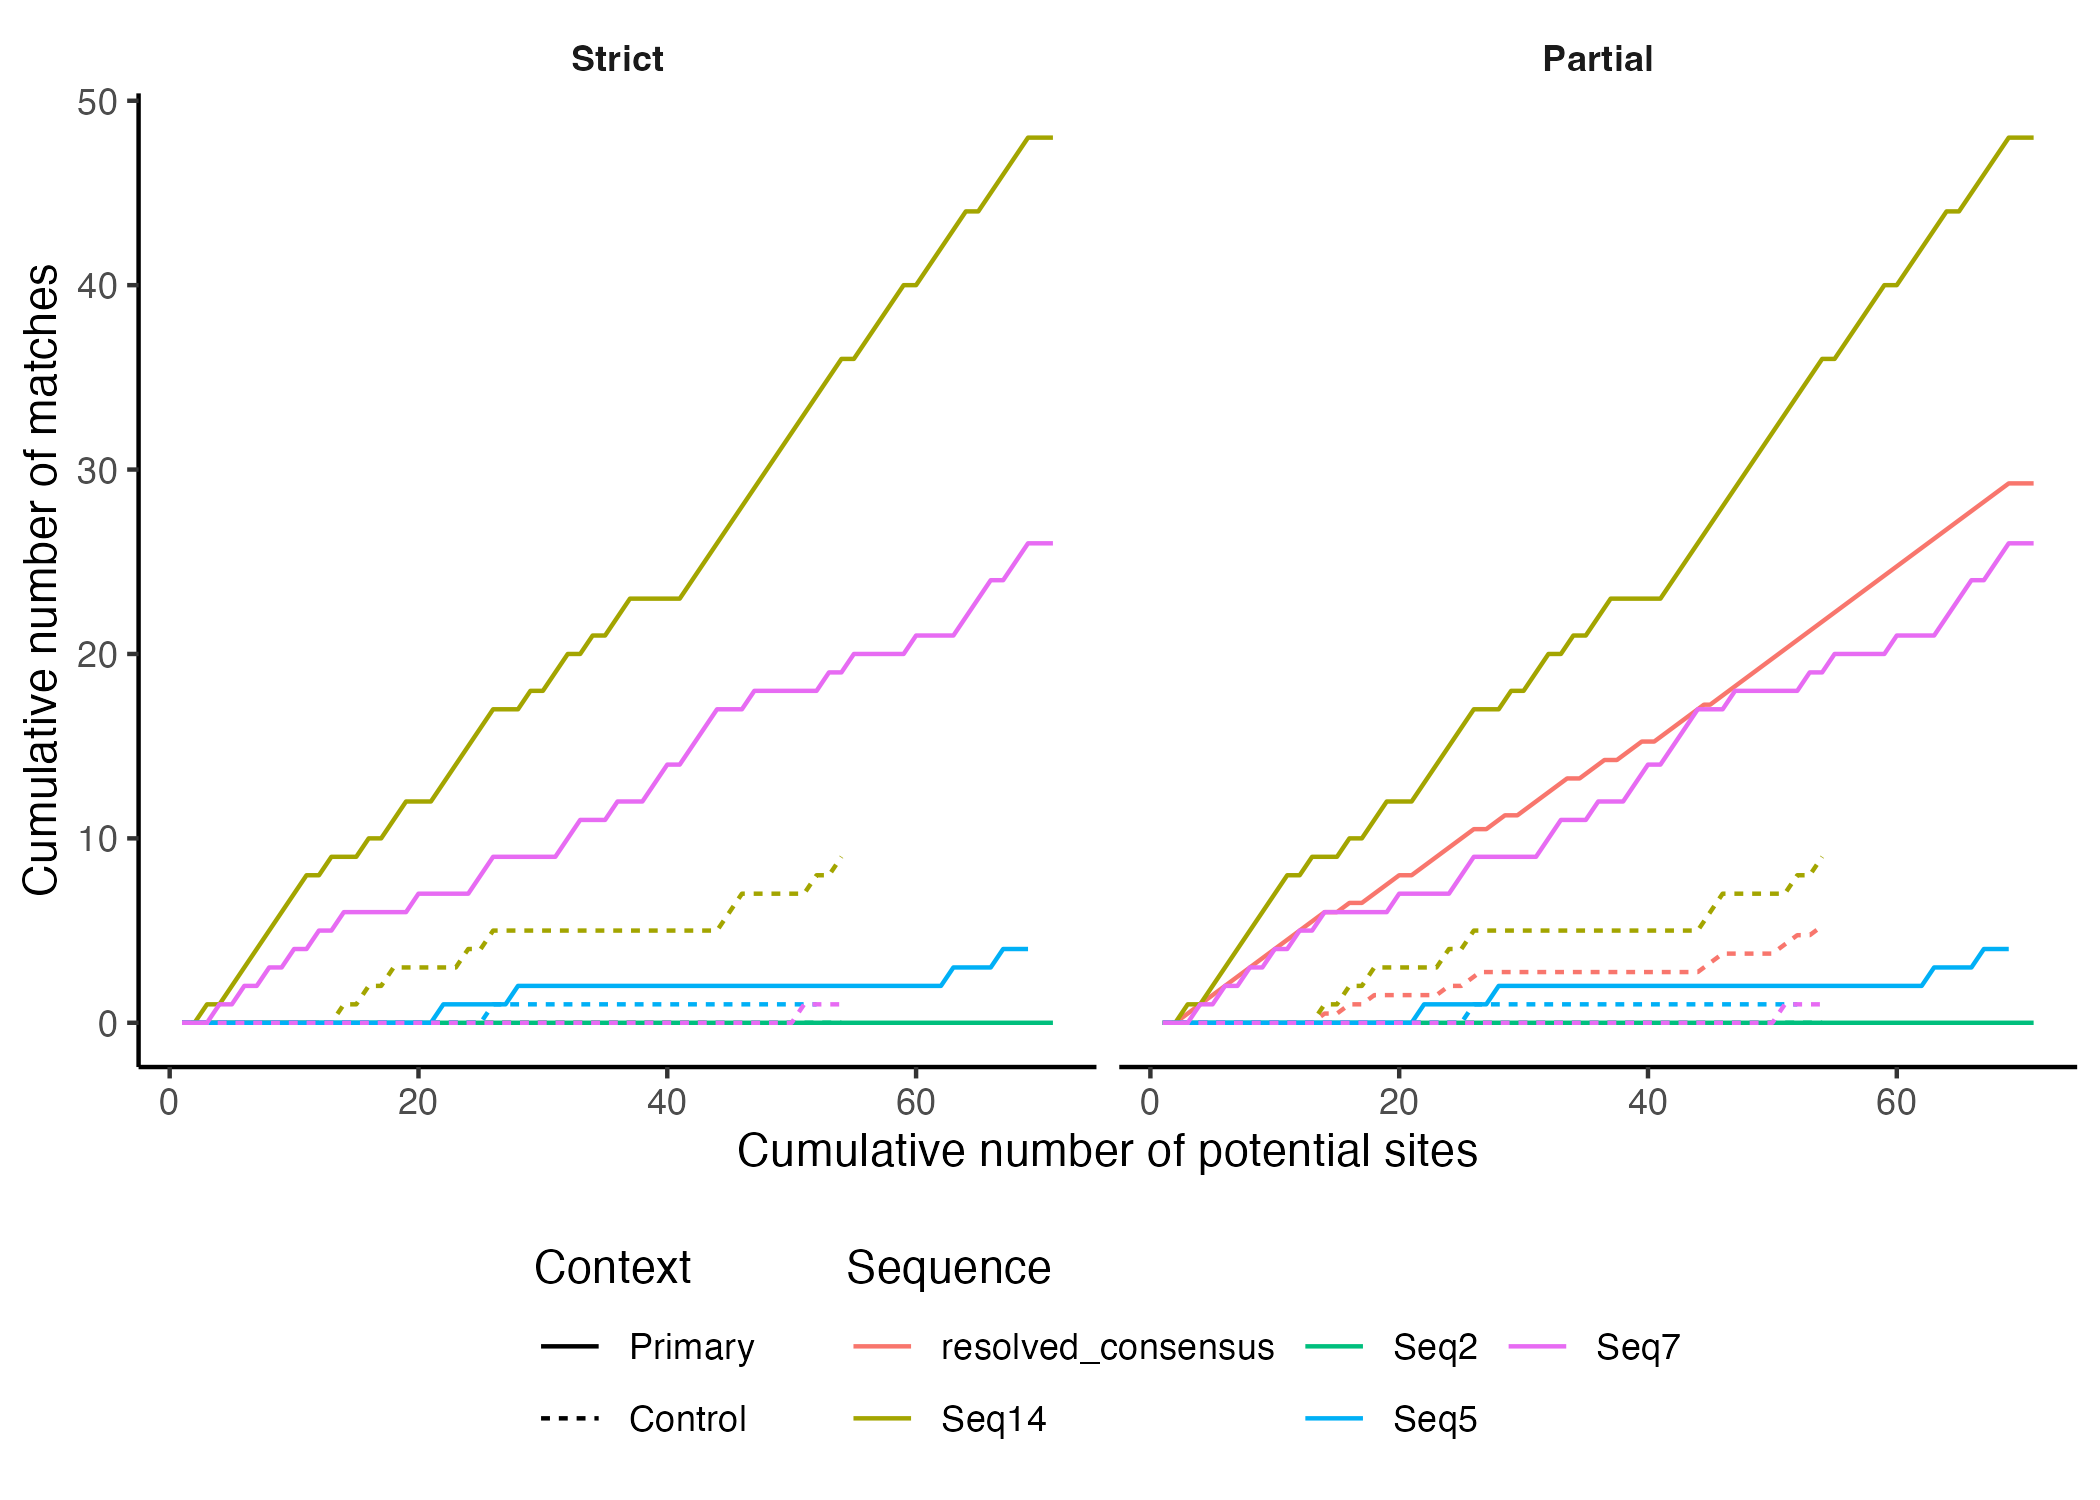 Strict
Partial
Cumulative number of matches
50
40
30
20
10
0
0 20 40 60
0 20 40 60
Cumulative number of potential sites
Context
Primary
Control
Sequence
resolved_consensus
Seq14
Seq2
Seq5
Seq7